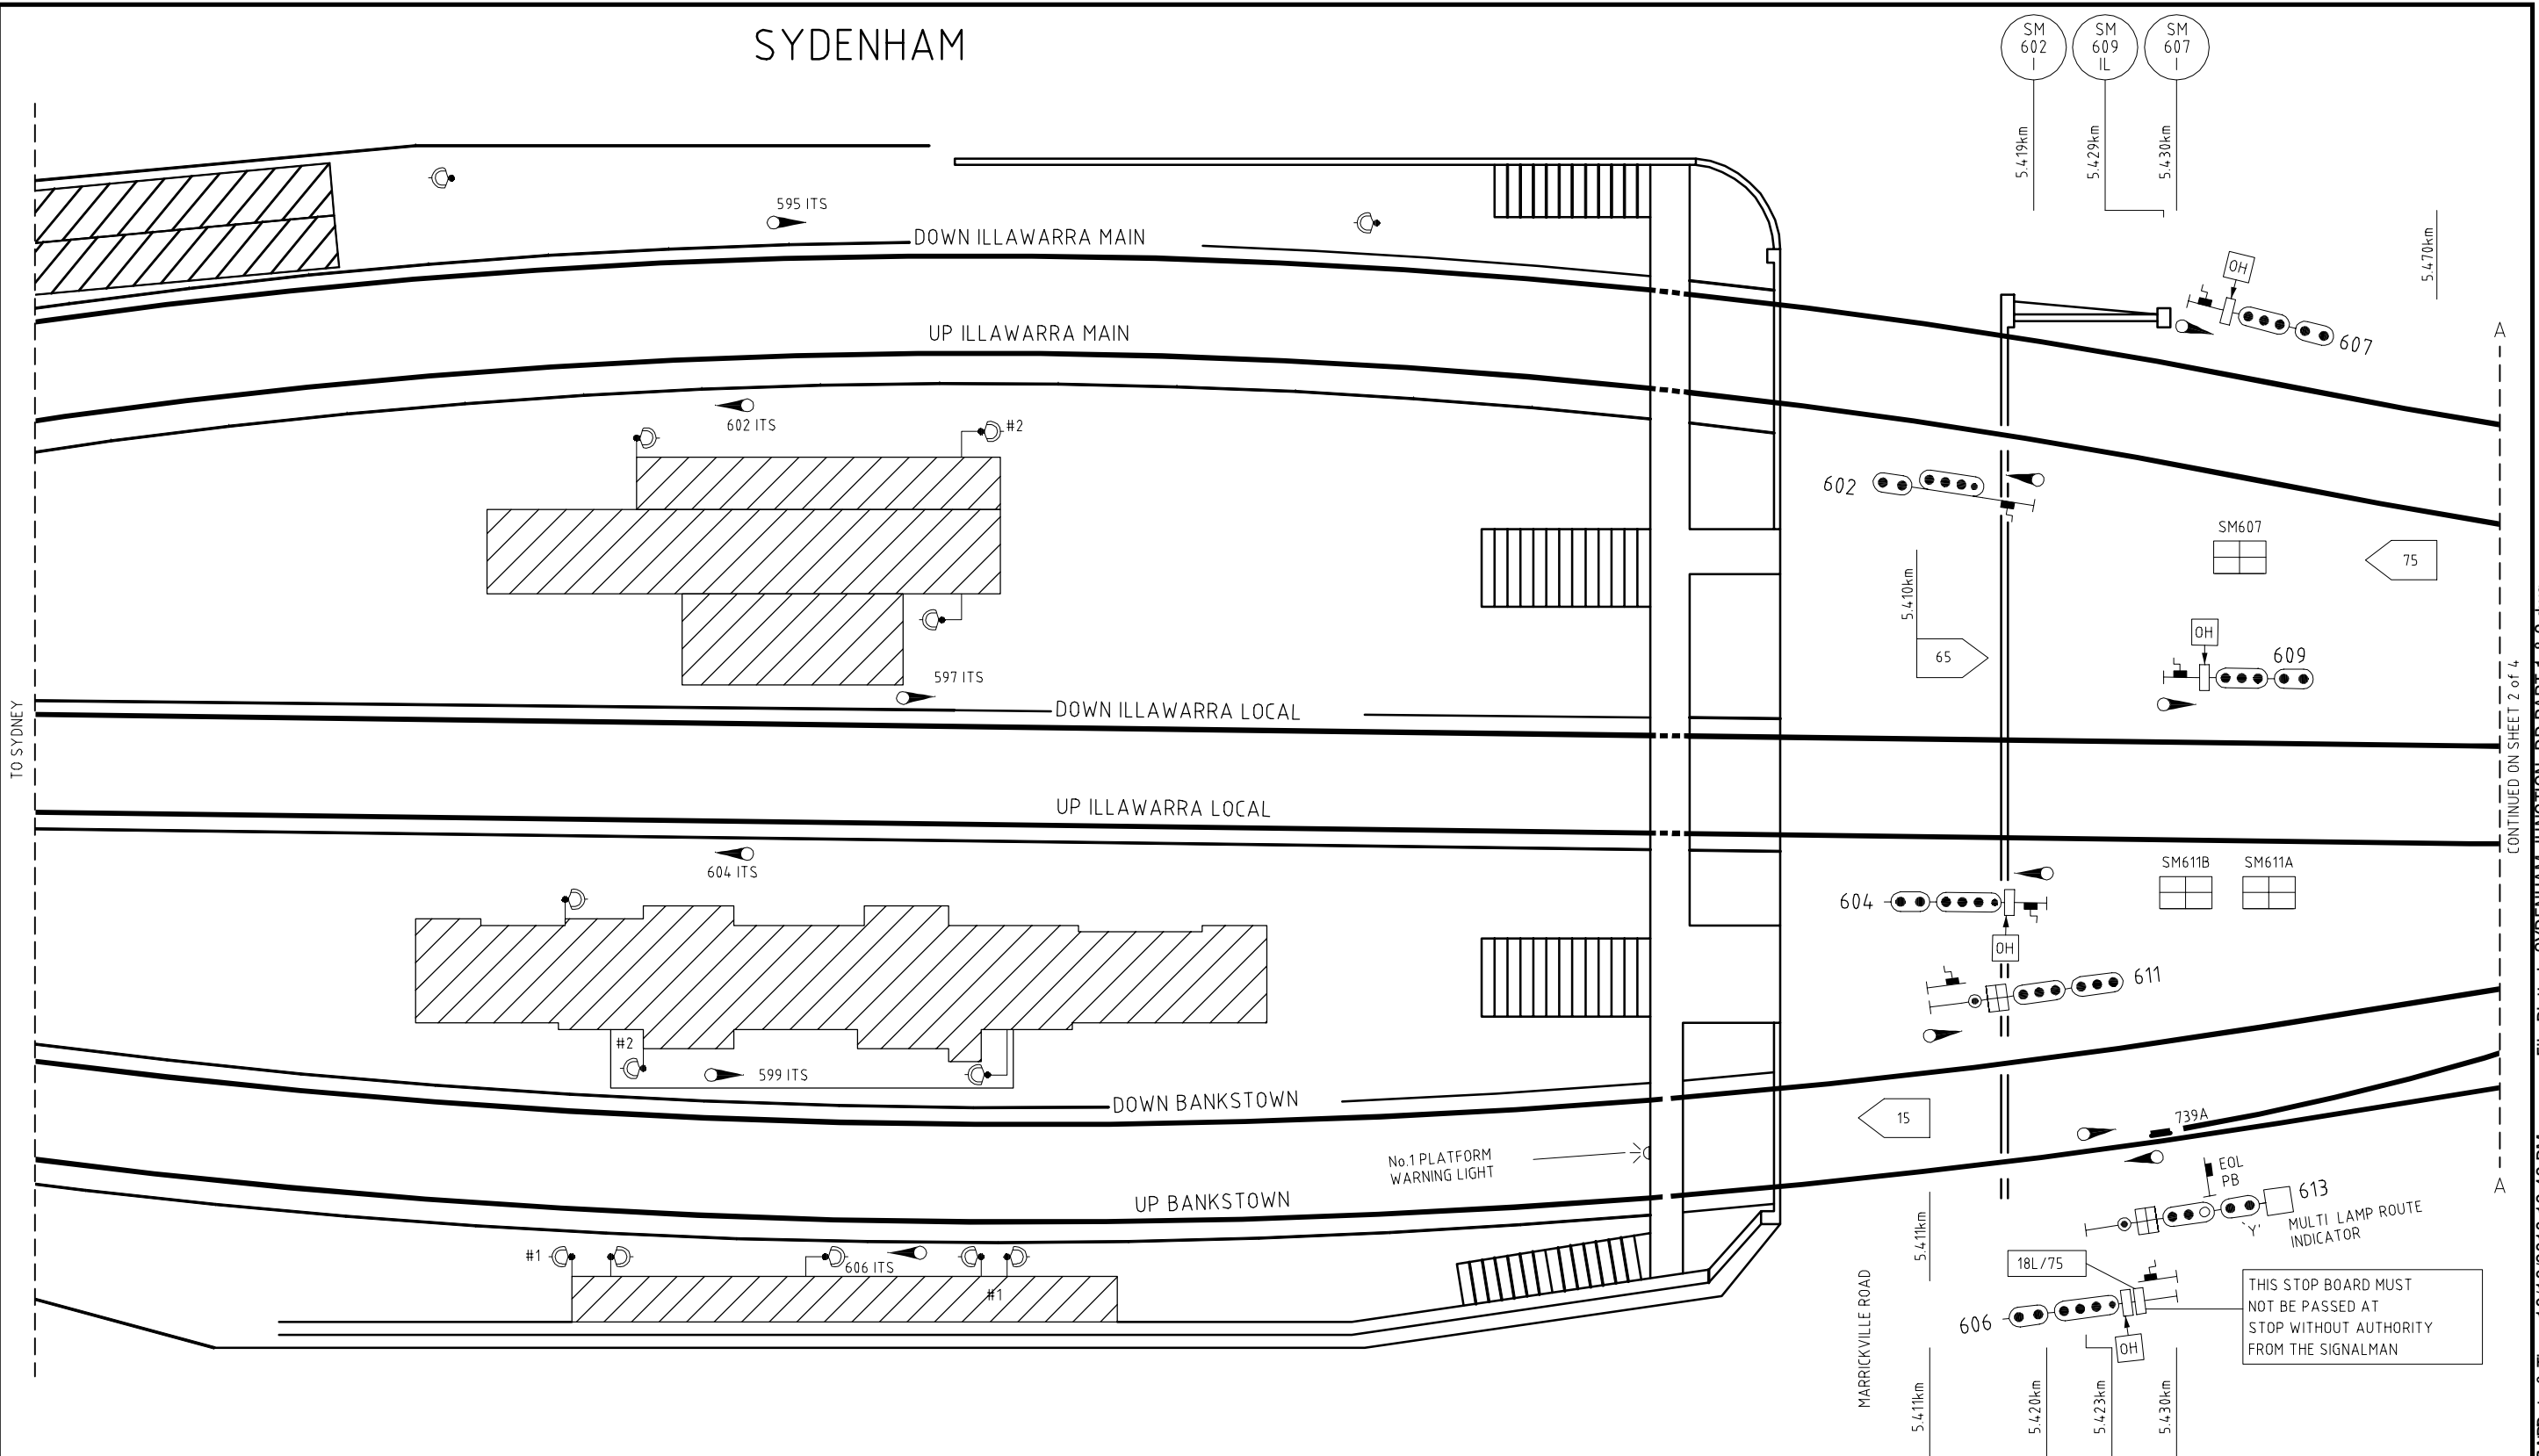 SYDENHAM
SM
602
I
SM
609
IL
SM
607
I
5.419km
5.429km
5.430km
5.470km
595 ITS
DOWN ILLAWARRA MAIN
OH
607
A
UP ILLAWARRA MAIN
602 ITS
#2
602
SM607
75
5.410km
65
OH
609
597 ITS
DOWN ILLAWARRA LOCAL
TO SYDNEY
CONTINUED ON SHEET 2 of 4
UP ILLAWARRA LOCAL
604 ITS
SM611B
SM611A
604
OH
611
#2
599 ITS
DOWN BANKSTOWN
15
739A
No.1 PLATFORM
WARNING LIGHT
EOL
PB
613
'Y'
MULTI LAMP ROUTE
INDICATOR
A
UP BANKSTOWN
5.411km
#1
606 ITS
#1
18L/75
606
OH
THIS STOP BOARD MUST
NOT BE PASSED AT
STOP WITHOUT AUTHORITY
FROM THE SIGNALMAN
MARRICKVILLE ROAD
5.411km
5.420km
5.423km
5.430km